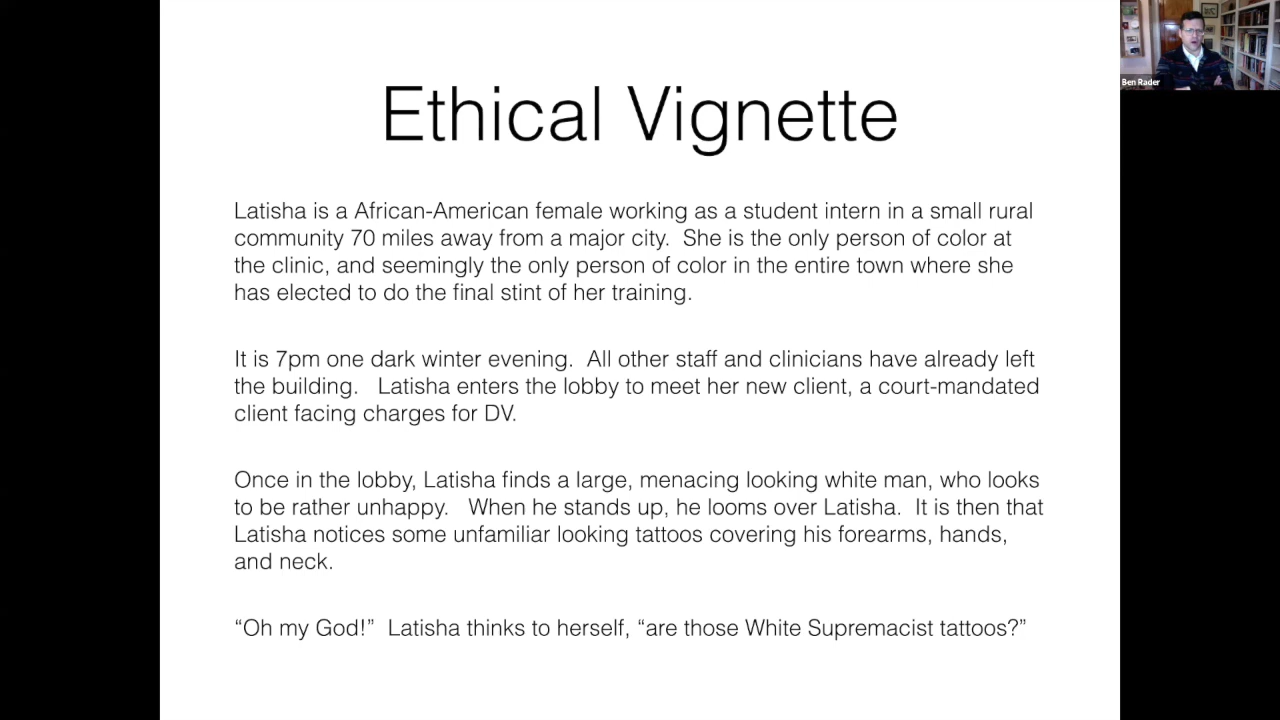 Ben Rader
Ethical Vignette
Latisha is a African-American female working as a student intern in a small rural
community 70 miles away from a major city.  She is the only person of color at
the clinic, and seemingly the only person of color in the entire town where she
has elected to do the final stint of her training.
It is 7pm one dark winter evening.  All other staff and clinicians have already left
the building.   Latisha enters the lobby to meet her new client, a court-mandated
client facing charges for DV.
Once in the lobby, Latisha finds a large, menacing looking white man, who looks
to be rather unhappy.   When he stands up, he looms over Latisha.  It is then that
Latisha notices some unfamiliar looking tattoos covering his forearms, hands,
and neck.
“Oh my God!”  Latisha thinks to herself, “are those White Supremacist tattoos?”